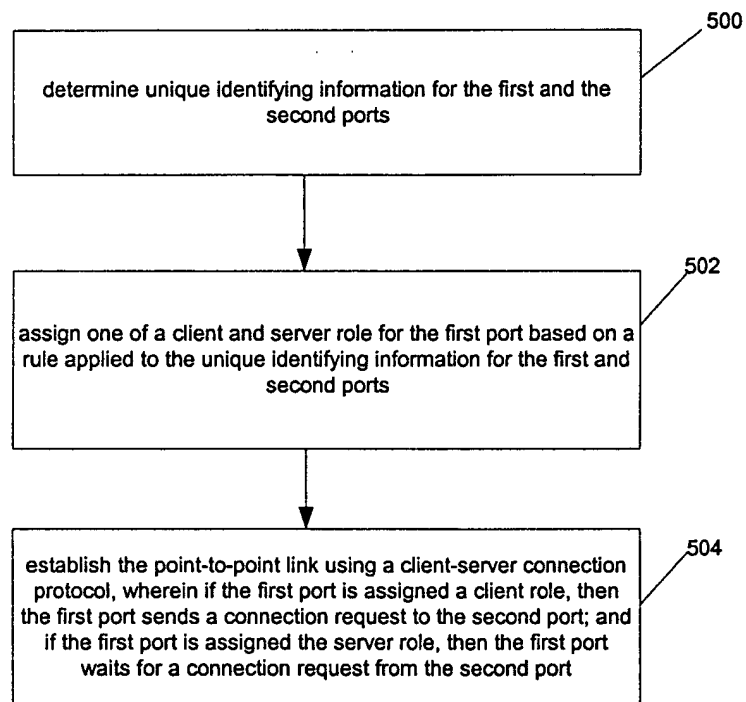 500
determine unique identifying information for the first and the
second ports
502
assign one of a client and server role for the first port based on a
rule applied to the unique identifying information for the first and
second ports
504
establish the point-to-point link using a client-server connection
protocol, wherein if the first port is assigned a client role, then
the first port sends a connection request to the second port; and
if the first port is assigned the server role, then the first port
waits for a connection request from the second port